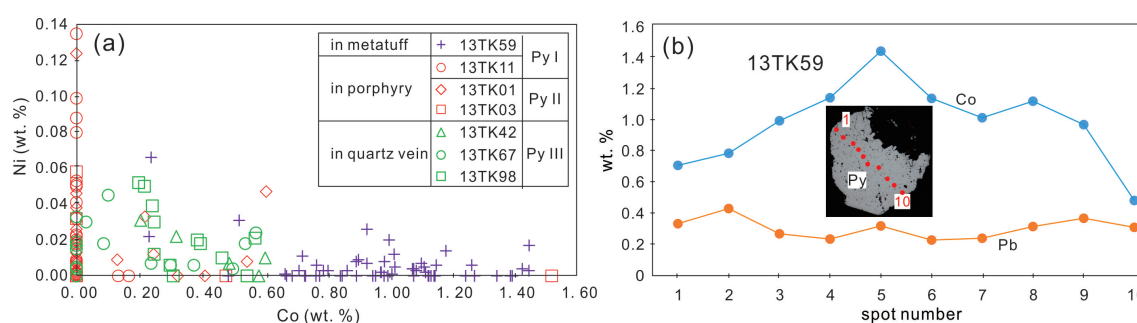 (a)
0.14
0.12
0.10
0.08
0.06
0.04
0.02
0.00
Ni (wt. %)
0.00 0.20 0.40 0.60 0.80 1.00 1.20 1.40 1.60
Co (wt. %)
in metatuff 13TK59 Py I
in porphyry 13TK11
13TK01 Py II
13TK03
in quartz vein 13TK42 Py III
13TK67
13TK98
(b)
13TK59
1.6
1.4
1.2
1.0
0.8
0.6
0.4
0.2
0
wt. %
Co
1
Py
10
Pb
1 2 3 4 5 6 7 8 9
spot number